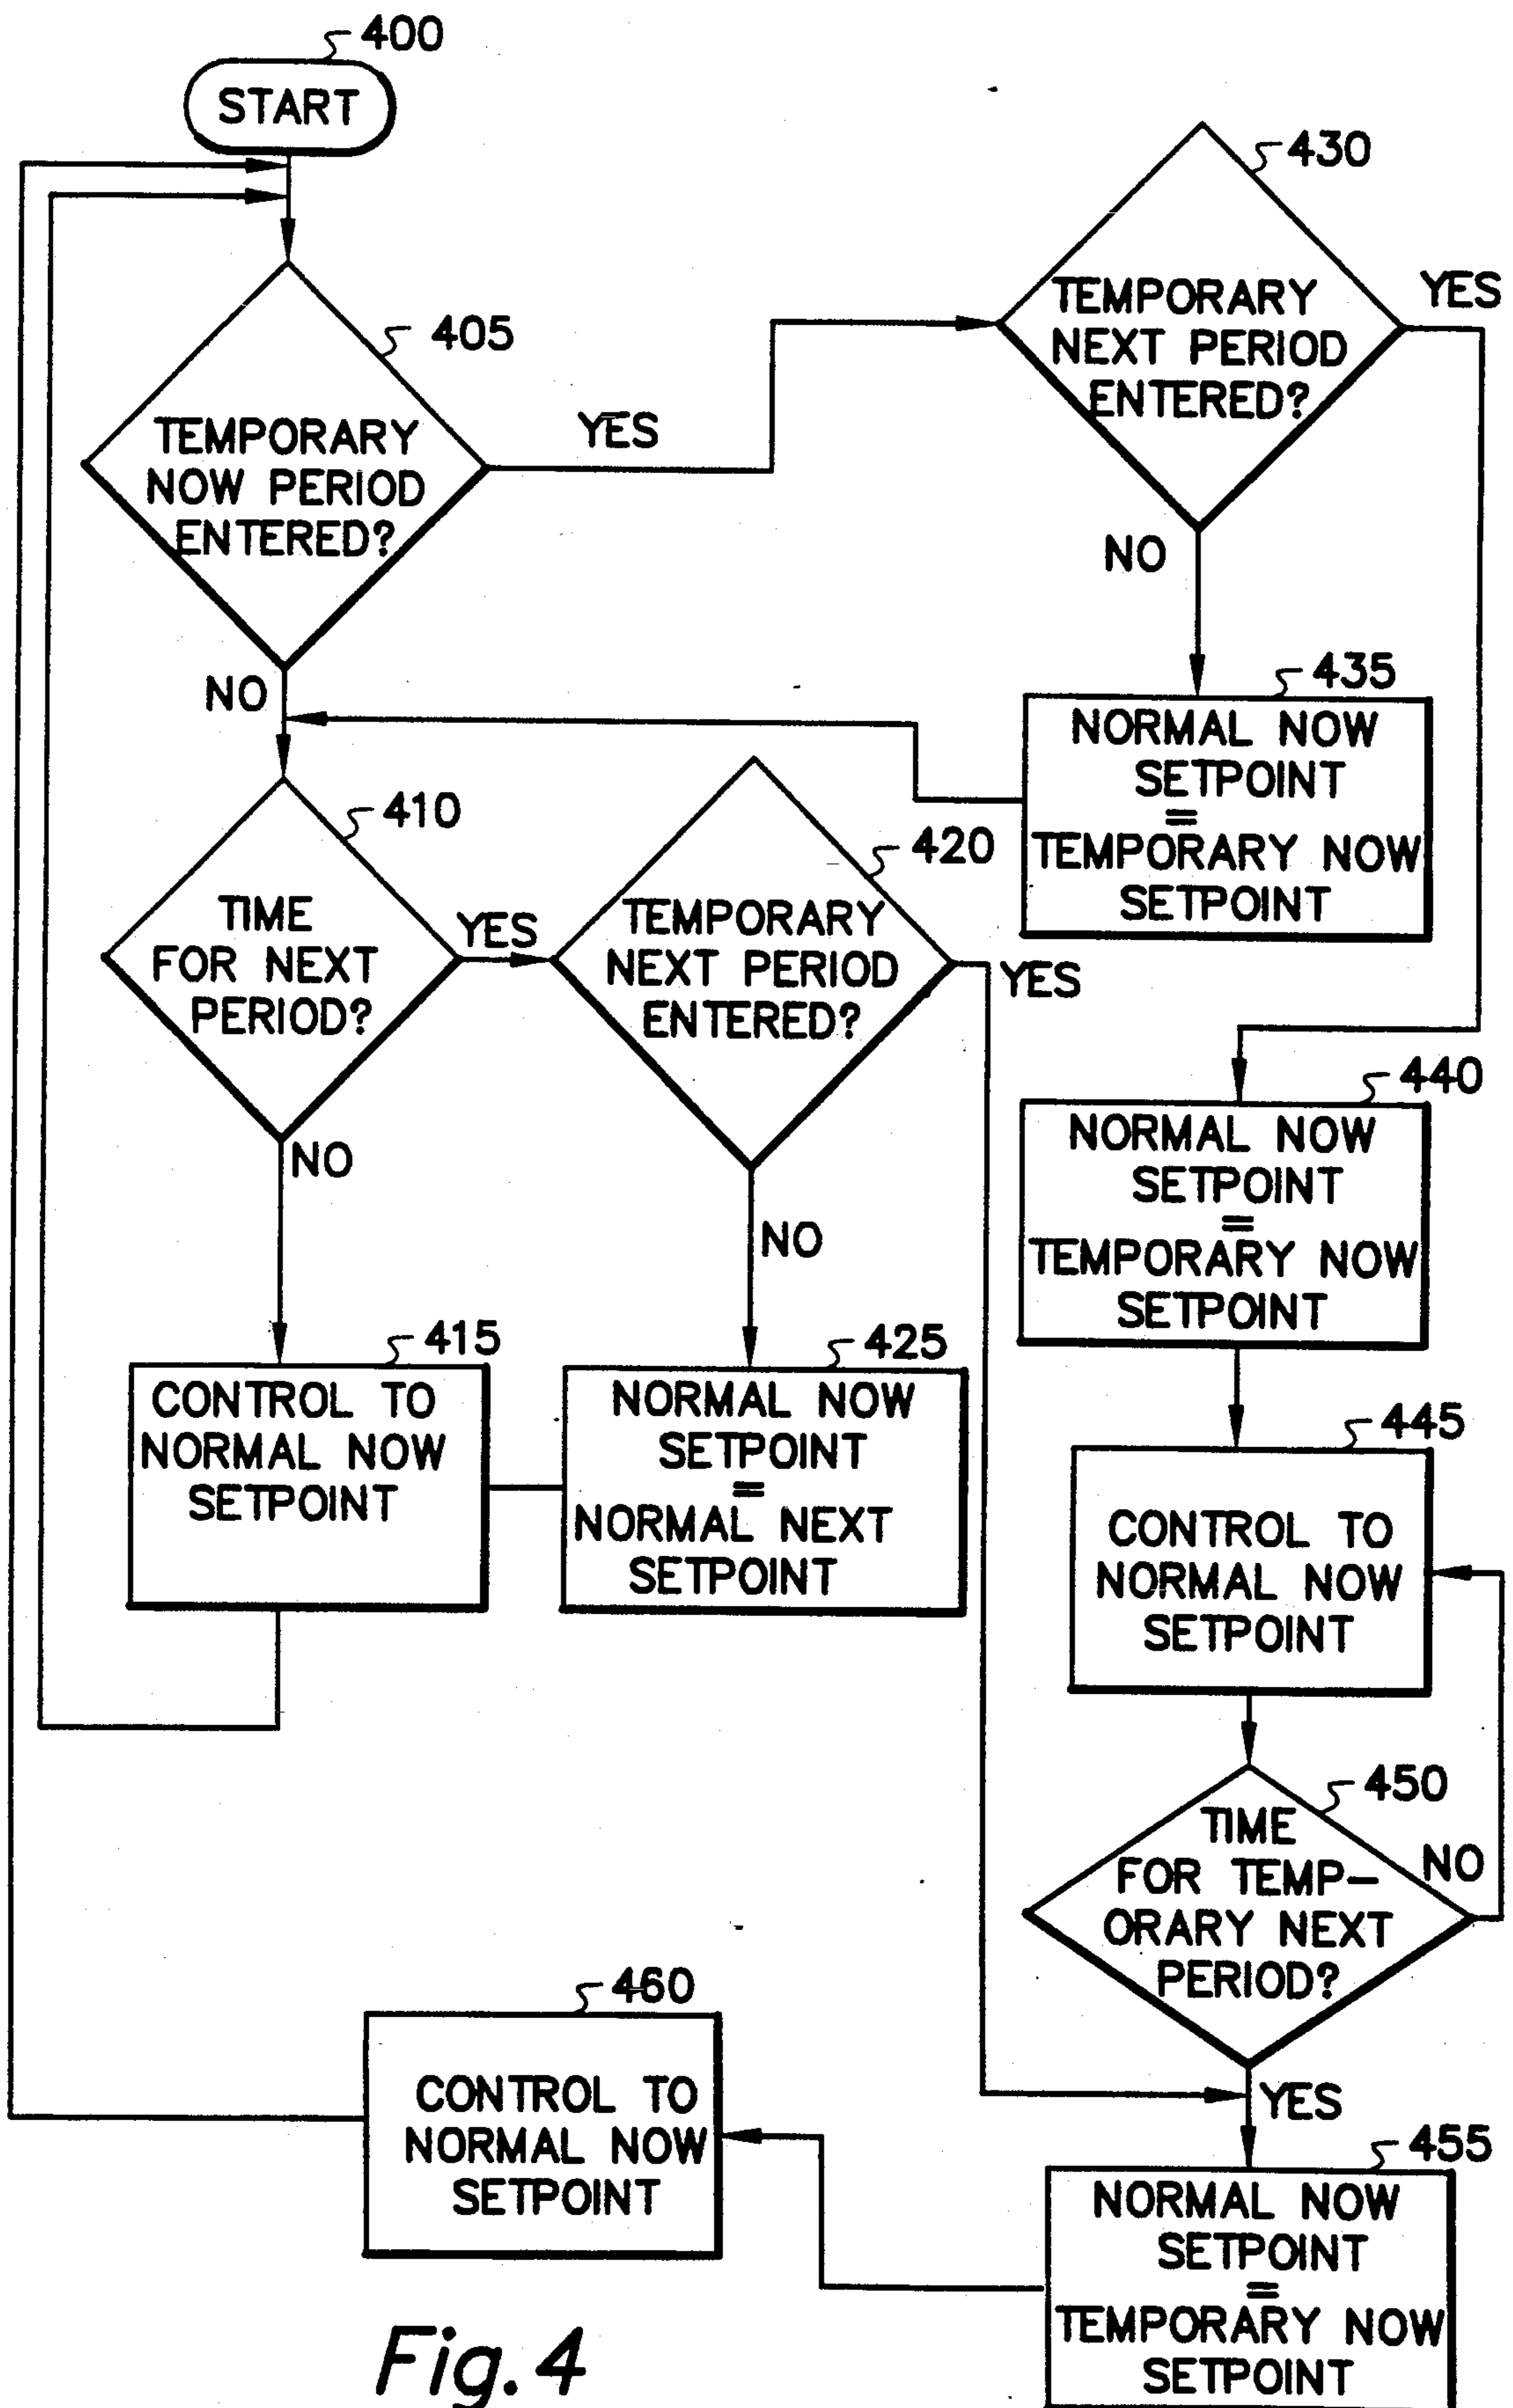 400
START
405
TEMPORARY
NOW PERIOD
ENTERED?
YES
NO
430
TEMPORARY
NEXT PERIOD
ENTERED?
YES
NO
435
NORMAL NOW
SETPOINT
=
TEMPORARY NOW
SETPOINT
410
TIME
FOR NEXT
PERIOD?
YES
NO
420
TEMPORARY
NEXT PERIOD
ENTERED?
YES
NO
415
CONTROL TO
NORMAL NOW
SETPOINT
425
NORMAL NOW
SETPOINT
=
NORMAL NEXT
SETPOINT
440
NORMAL NOW
SETPOINT
=
TEMPORARY NOW
SETPOINT
445
CONTROL TO
NORMAL NOW
SETPOINT
450
TIME
FOR TEMP-
ORARY NEXT
PERIOD?
NO
YES
455
NORMAL NOW
SETPOINT
=
TEMPORARY NOW
SETPOINT
460
CONTROL TO
NORMAL NOW
SETPOINT
Fig. 4